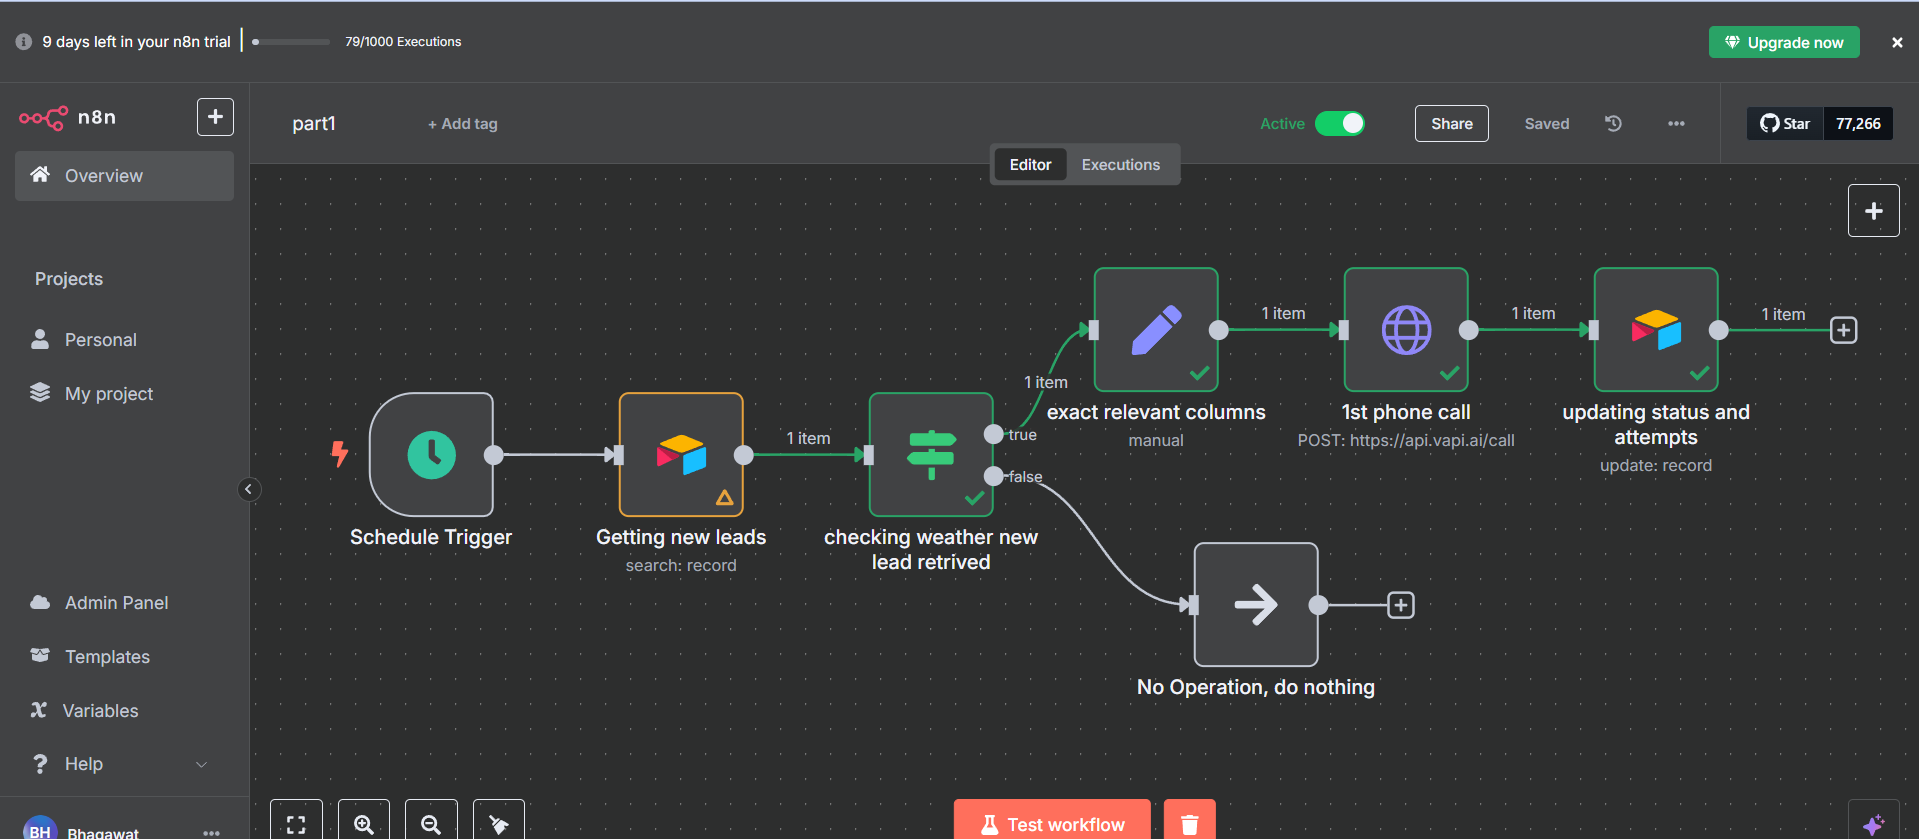 9 days left in your n8n trial
79/1000 Executions
Upgrade now
n8n
part1
+ Add tag
Active
Share
Saved
Star
77,266
Editor
Executions
Overview
Projects
Personal
My project
Admin Panel
Templates
Variables
Help
BH
Bhagawat
Schedule Trigger
Getting new leads
search: record
1 item
checking weather new
lead retrived
true
false
1 item
exact relevant columns
manual
1 item
1st phone call
POST: https://api.vapi.ai/call
1 item
updating status and
attempts
update: record
1 item
No Operation, do nothing
Test workflow